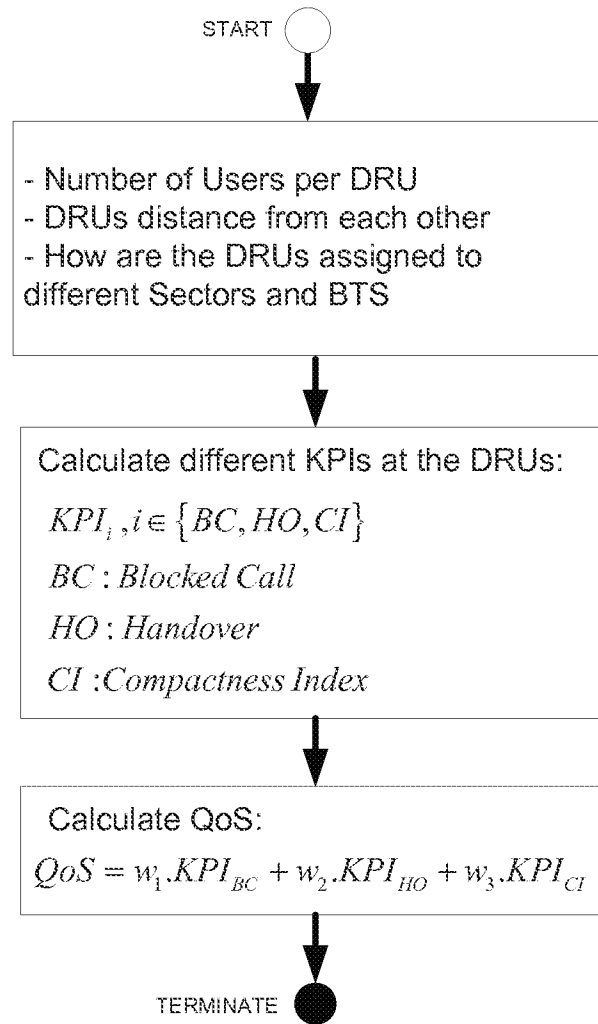 START
- Number of Users per DRU
- DRUs distance from each other
- How are the DRUs assigned to
different Sectors and BTS
Calculate different KPIs at the DRUs:
KPI_i , i ∈ {BC, HO, CI}
BC : Blocked Call
HO : Handover
CI : Compactness Index
Calculate QoS:
QoS = w_1.KPI_BC + w_2.KPI_HO + w_3.KPI_CI
TERMINATE